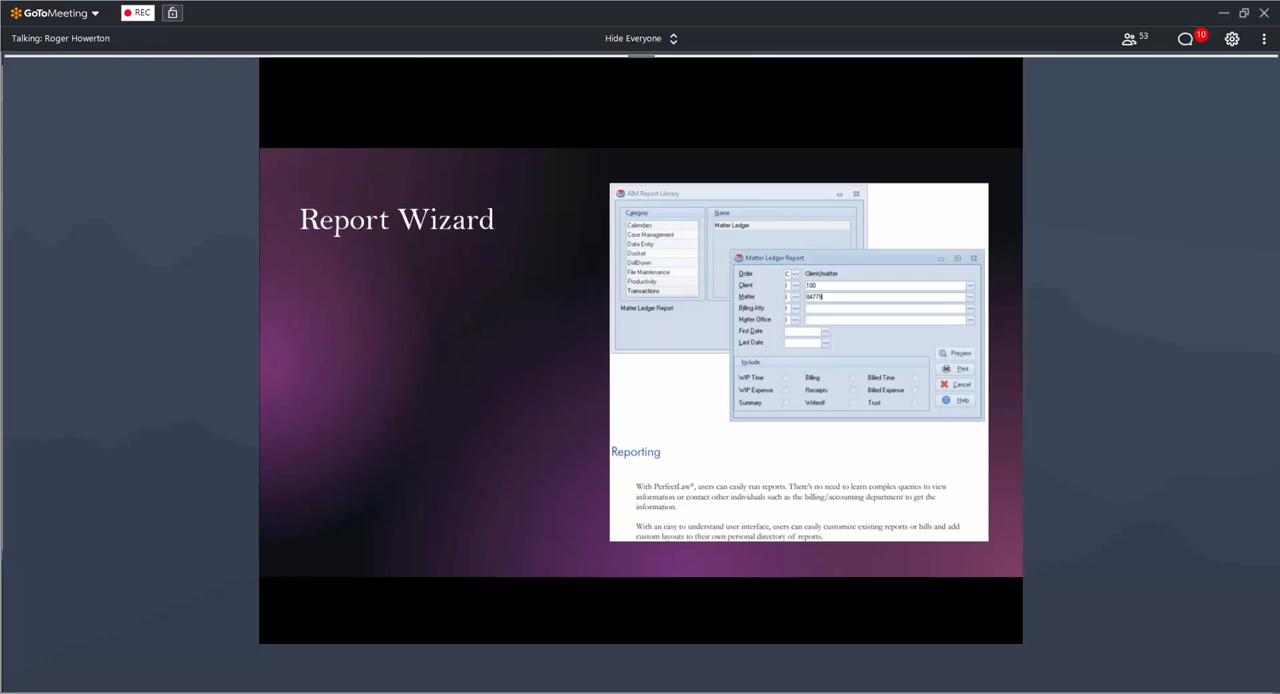 GoToMeeting
REC
Talking: Roger Howerton
Hide Everyone
53
10
Report Wizard
AIM Report Library
Category
Name
Calendars
Matter Ledger
Case Management
Data Entry
Docket
DrillDown
File Maintenance
Productivity
Transactions
Matter Ledger Report
Matter Ledger Report
Order
C
Client/matter
Client
100
Matter
84779
Billing Atty
Matter Office
First Date
Last Date
Include
WIP Time
Billing
Billed Time
WIP Expense
Receipts
Billed Expense
Summary
Writeoff
Trust
Preview
Print
Cancel
Help
Reporting
With PerfectLaw®, users can easily run reports. There's no need to learn complex queries to view
information or contact other individuals such as the billing/accounting department to get the
information.
With an easy to understand user interface, users can easily customize existing reports or bills and add
custom layouts to their own personal directory of reports.